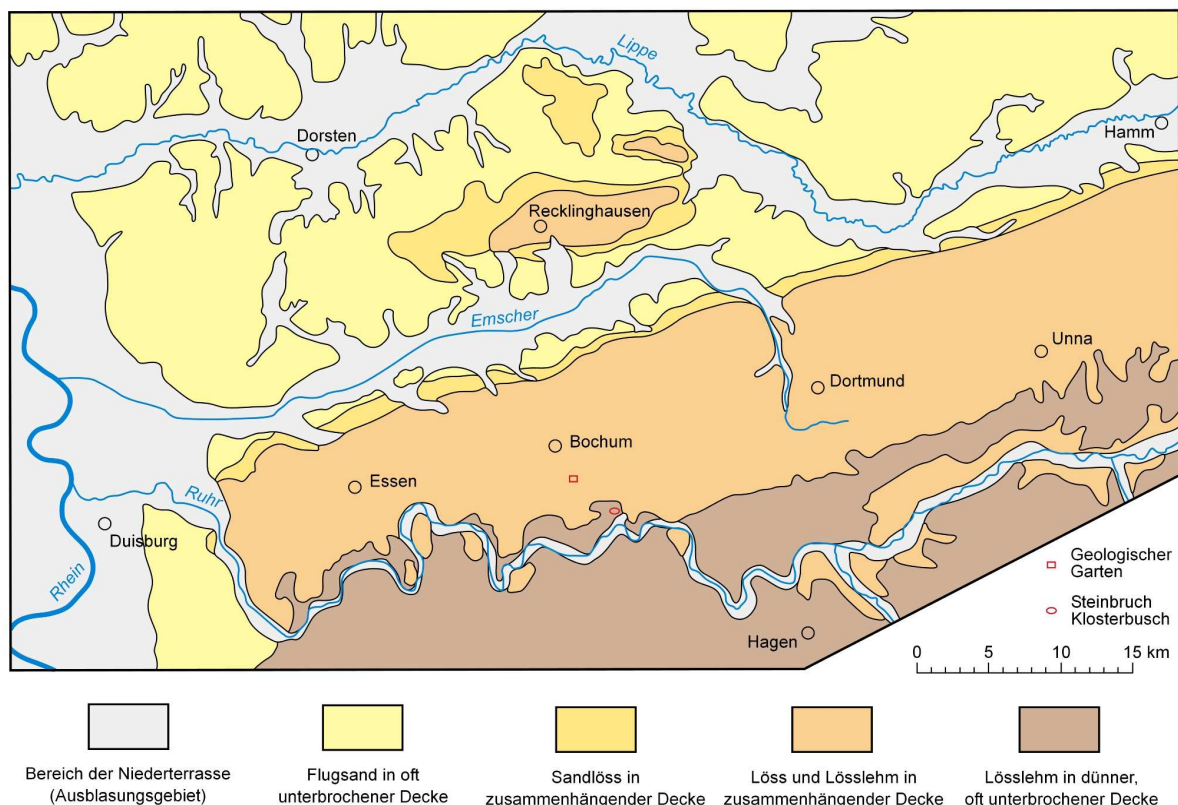 Lippe
Dorsten
Hamm
Recklinghausen
Emscher
Unna
Dortmund
Bochum
Essen
Ruhr
Duisburg
Rhein
Hagen
Geologischer
Garten
Steinbruch
Klosterbusch
0 5 10 15 km
Bereich der Niederterrasse
(Ausblasungsgebiet)
Flugsand in oft
unterbrochener Decke
Sandlöss in
zusammenhängender Decke
Löss und Lösslehm in
zusammenhängender Decke
Lösslehm in dünner,
oft unterbrochener Decke